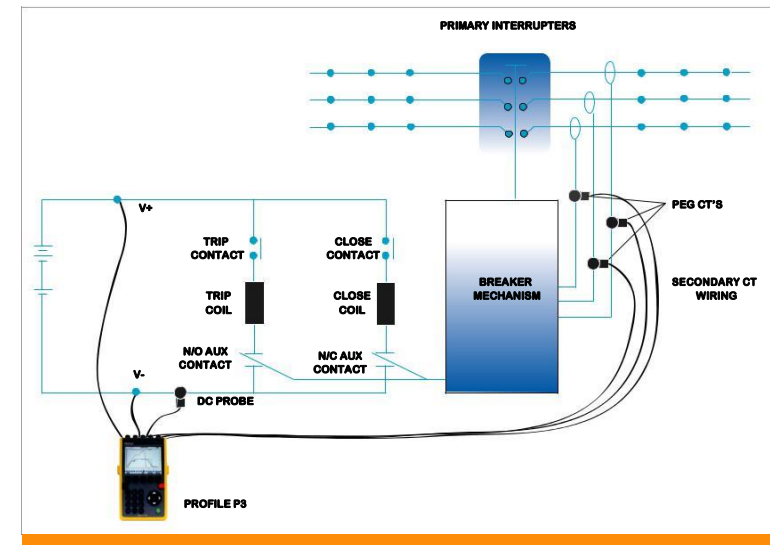 PRIMARY INTERRUPTERS
V+
PEG CT'S
TRIP
CONTACT
CLOSE
CONTACT
BREAKER
MECHANISM
SECONDARY CT
WIRING
TRIP
COIL
CLOSE
COIL
N/O AUX
CONTACT
N/C AUX
CONTACT
V-
DC PROBE
PROFILE P3